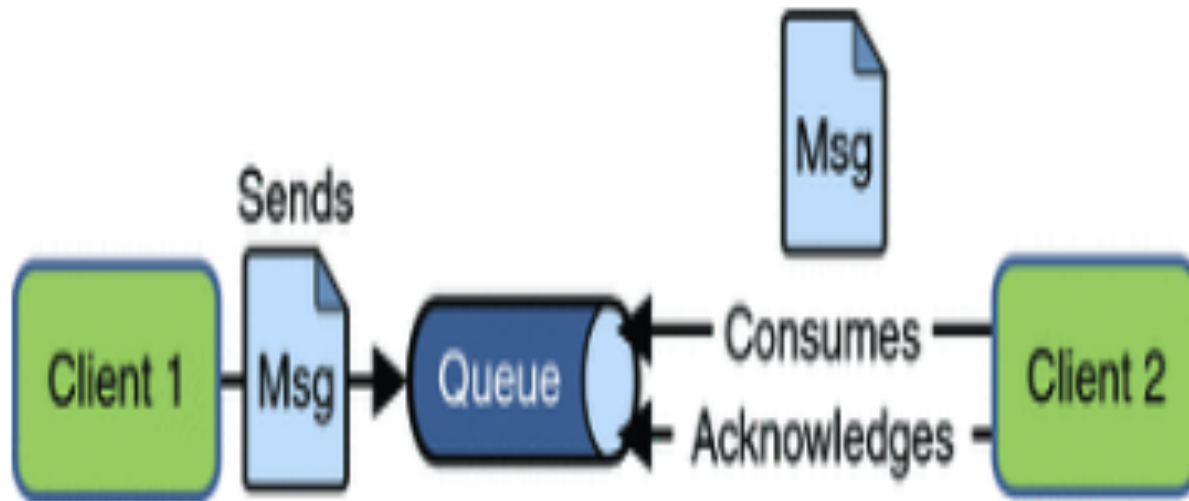 Msg
Sends
Client 1
Msg
Queue
Consumes
Acknowledges
Client 2